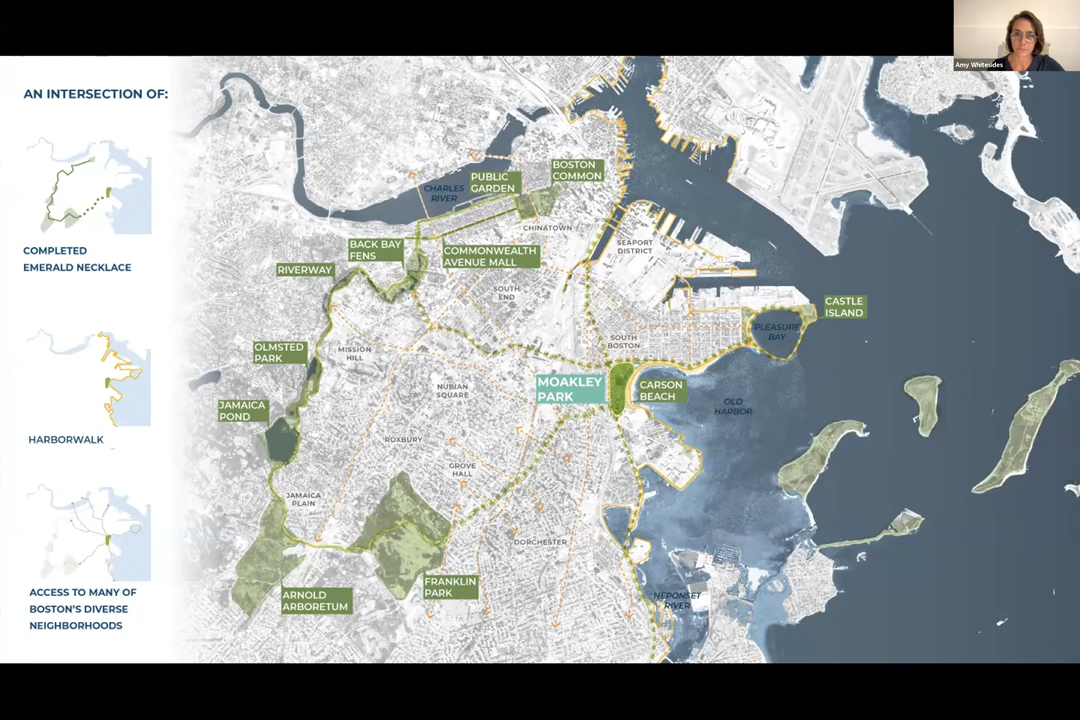 Amy Whitesides
AN INTERSECTION OF:
COMPLETED
EMERALD NECKLACE
HARBORWALK
ACCESS TO MANY OF
BOSTON'S DIVERSE
NEIGHBORHOODS
BOSTON
COMMON
PUBLIC
GARDEN
CHARLES
RIVER
CHINATOWN
BACK BAY
FENS
COMMONWEALTH
AVENUE MALL
SEAPORT
DISTRICT
RIVERWAY
SOUTH
END
CASTLE
ISLAND
PLEASURE
BAY
OLMSTED
PARK
MISSION
HILL
SOUTH
BOSTON
MOAKLEY
PARK
CARSON
BEACH
NUBIAN
SQUARE
OLD
HARBOR
JAMAICA
POND
ROXBURY
GROVE
HALL
JAMAICA
PLAIN
DORCHESTER
FRANKLIN
PARK
ARNOLD
ARBORETUM
NEPONSET
RIVER